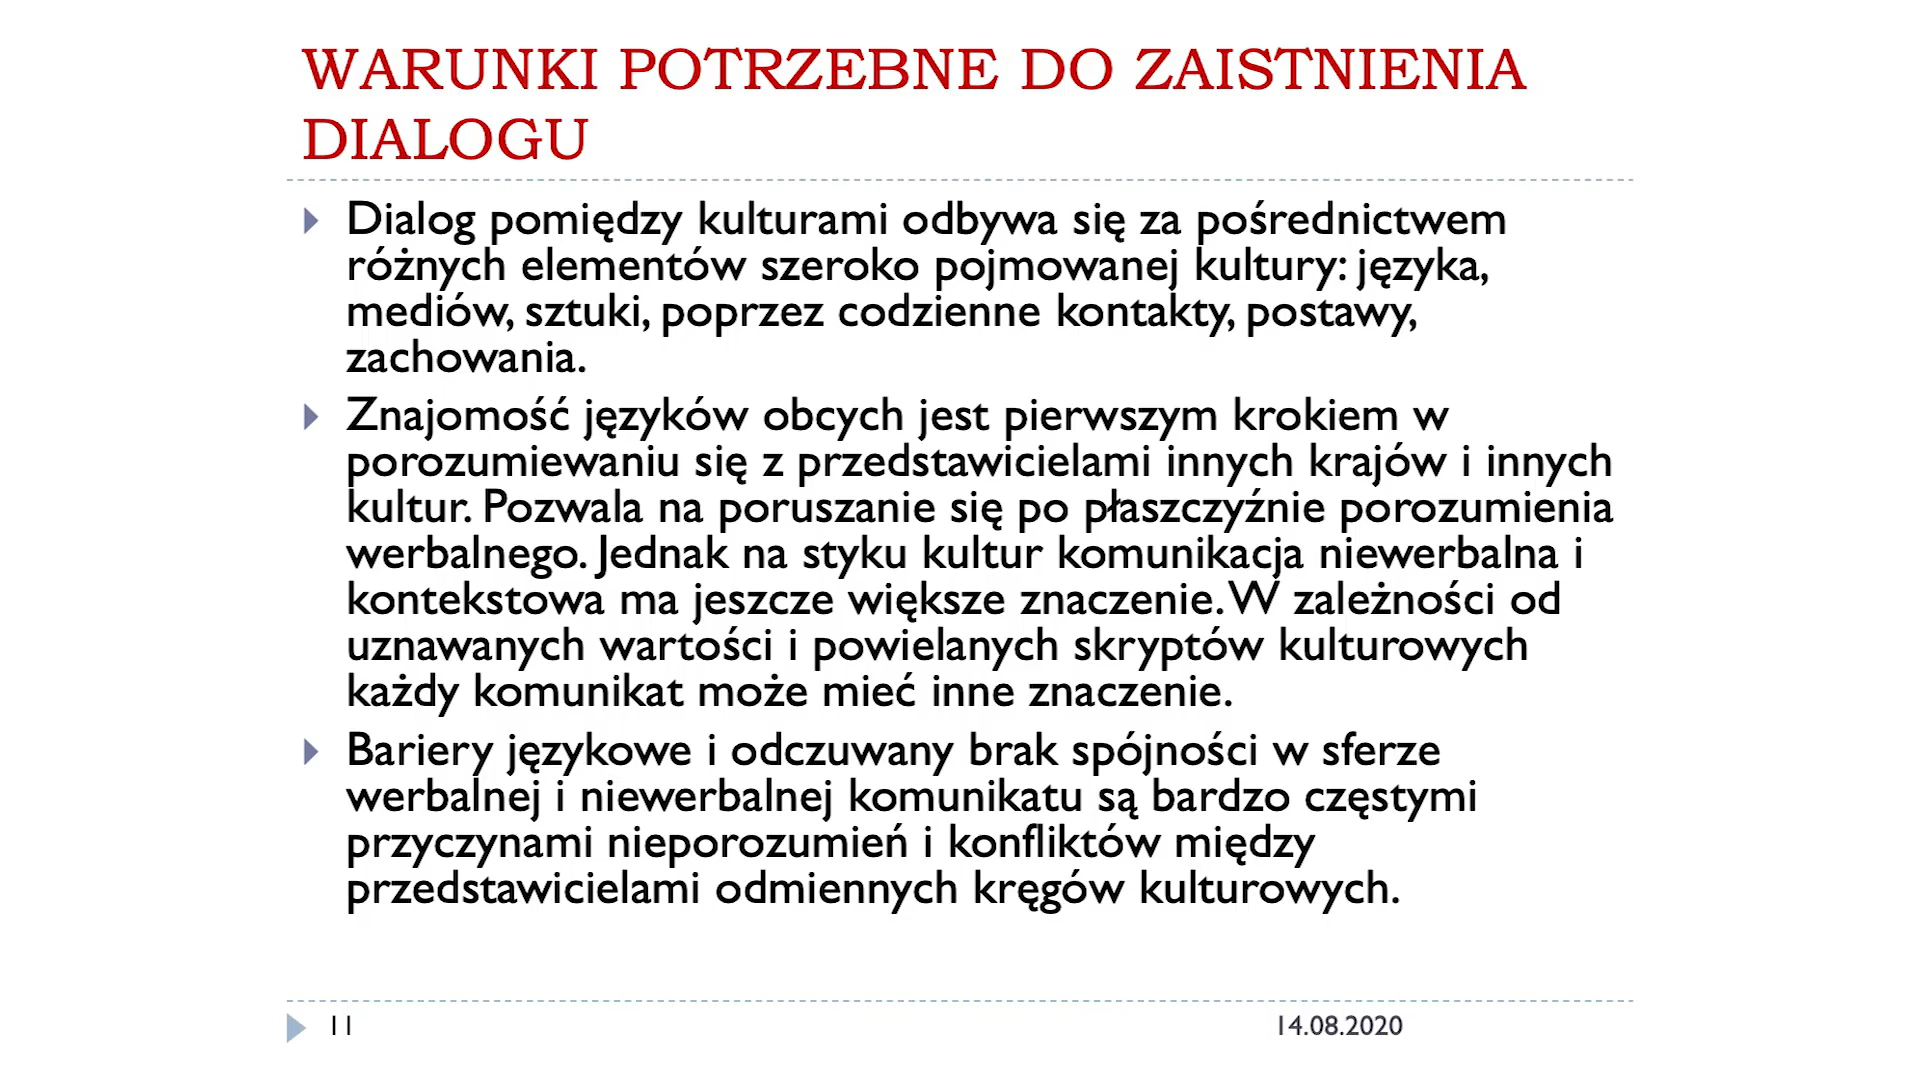 WARUNKI POTRZEBNE DO ZAISTNIENIA
DIALOGU
Dialog pomiędzy kulturami odbywa się za pośrednictwem
różnych elementów szeroko pojmowanej kultury: języka,
mediów, sztuki, poprzez codzienne kontakty, postawy,
zachowania.
Znajomość języków obcych jest pierwszym krokiem w
porozumiewaniu się z przedstawicielami innych krajów i innych
kultur. Pozwala na poruszanie się po płaszczyźnie porozumienia
werbalnego. Jednak na styku kultur komunikacja niewerbalna i
kontekstowa ma jeszcze większe znaczenie. W zależności od
uznawanych wartości i powielanych skryptów kulturowych
każdy komunikat może mieć inne znaczenie.
Bariery językowe i odczuwany brak spójności w sferze
werbalnej i niewerbalnej komunikatu są bardzo częstymi
przyczynami nieporozumień i konfliktów między
przedstawicielami odmiennych kręgów kulturowych.
11
14.08.2020